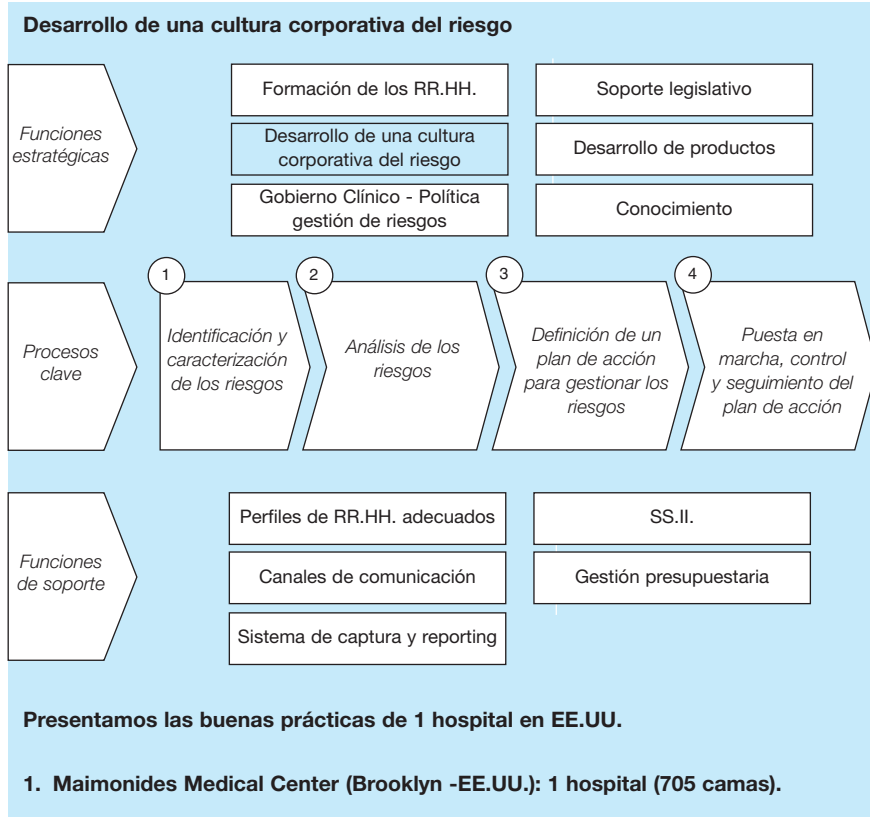 Desarrollo de una cultura corporativa del riesgo
Funciones
estratégicas
Formación de los RR.HH.
Soporte legislativo
Desarrollo de una cultura
corporativa del riesgo
Desarrollo de productos
Gobierno Clínico - Política
gestión de riesgos
Conocimiento
Procesos
clave
1
Identificación y
caracterización
de los riesgos
2
Análisis de los
riesgos
3
Definición de un
plan de acción
para gestionar los
riesgos
4
Puesta en
marcha, control
y seguimiento del
plan de acción
Funciones
de soporte
Perfiles de RR.HH. adecuados
SS.II.
Canales de comunicación
Gestión presupuestaria
Sistema de captura y reporting
Presentamos las buenas prácticas de 1 hospital en EE.UU.
1. Maimonides Medical Center (Brooklyn -EE.UU.): 1 hospital (705 camas).